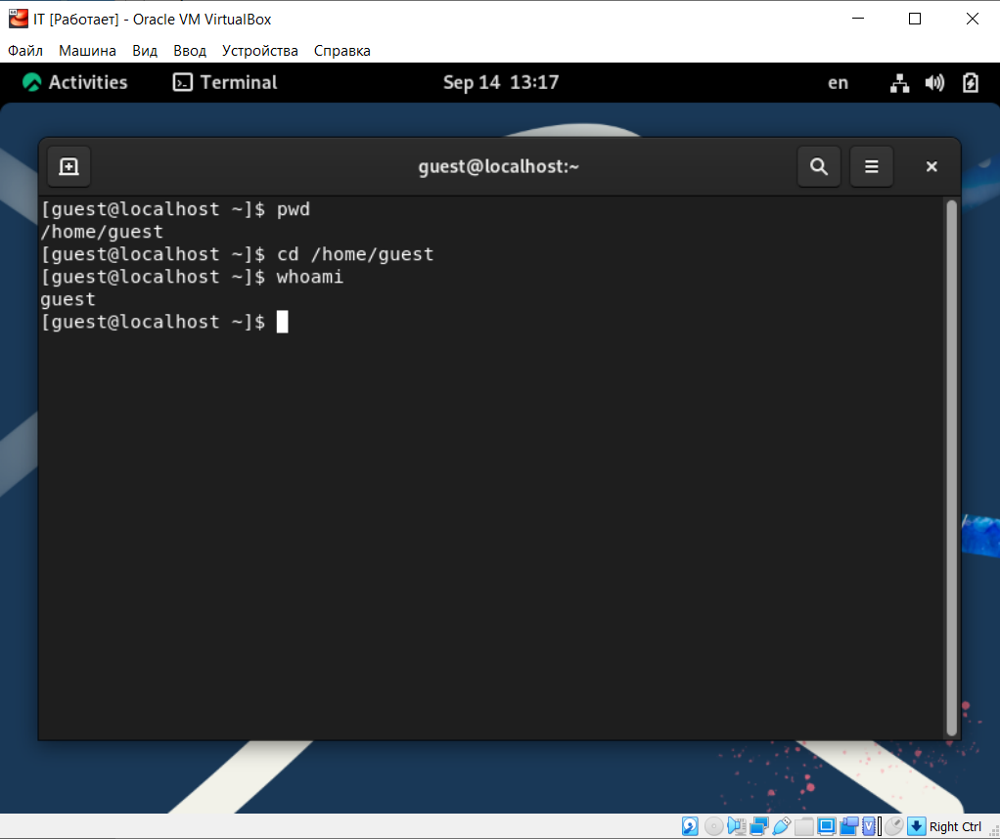 IT [Работает] - Oracle VM VirtualBox
Файл Машина Вид Ввод Устройства Справка
Activities Terminal Sep 14 13:17 en
guest@localhost:~
[guest@localhost ~]$ pwd
/home/guest
[guest@localhost ~]$ cd /home/guest
[guest@localhost ~]$ whoami
guest
[guest@localhost ~]$
Right Ctrl